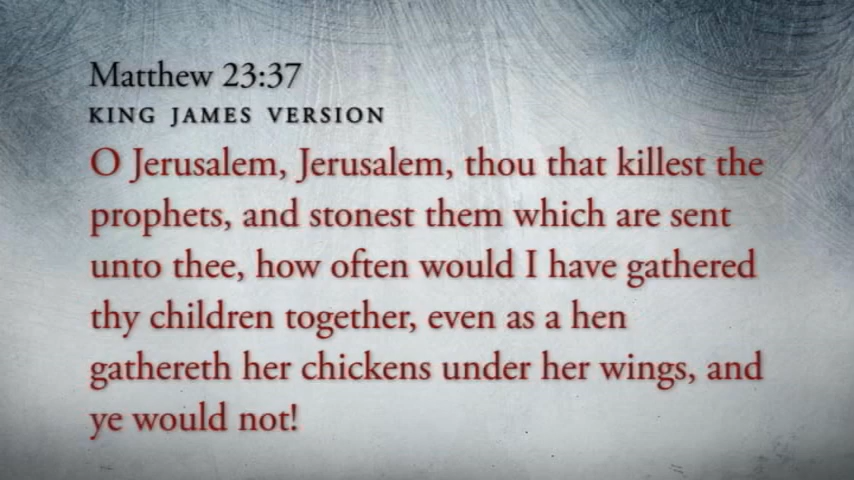 Matthew 23:37
KING JAMES VERSION
O Jerusalem, Jerusalem, thou that killest the
prophets, and stonest them which are sent
unto thee, how often would I have gathered
thy children together, even as a hen
gathereth her chickens under her wings, and
ye would not!